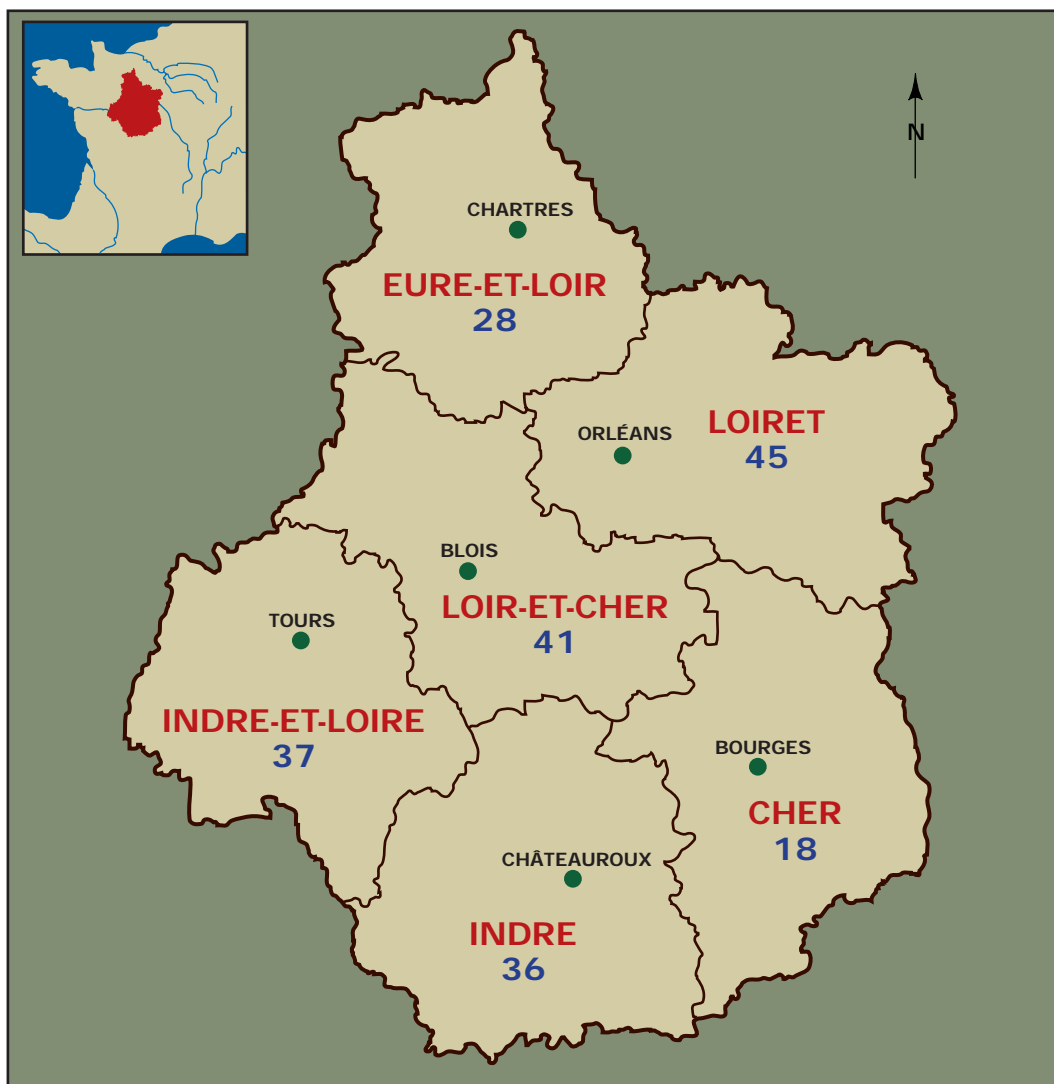 N
CHARTRES
EURE-ET-LOIR
28
LOIRET
45
ORLÉANS
BLOIS
LOIR-ET-CHER
41
TOURS
INDRE-ET-LOIRE
37
BOURGES
CHER
18
CHÂTEAUROUX
INDRE
36